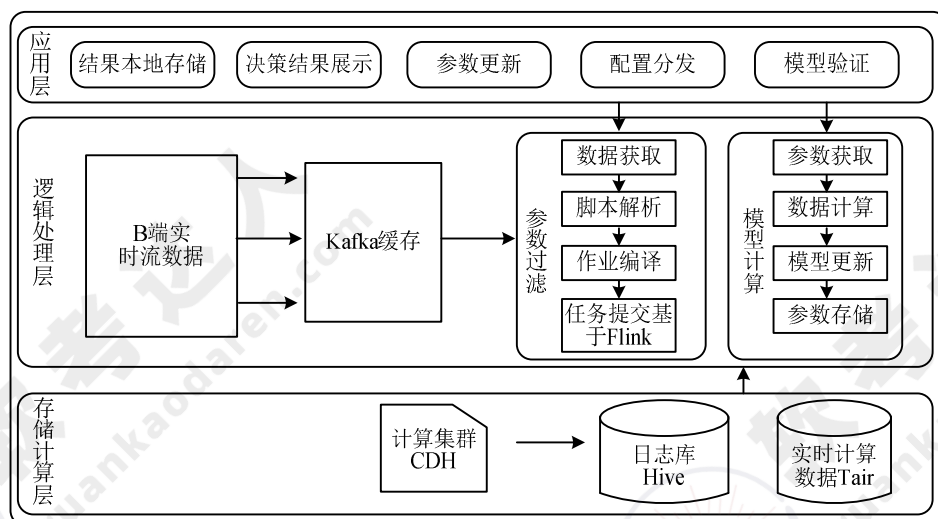 应用层
结果本地存储
决策结果展示
参数更新
配置分发
模型验证
逻辑处理层
B端实
时流数据
Kafka缓存
参数过滤
数据获取
脚本解析
作业编译
任务提交基
于Flink
模型计算
参数获取
数据计算
模型更新
参数存储
存储计算层
计算集群
CDH
日志库
Hive
实时计算
数据Tair
软考达人
ruankaodaren.com